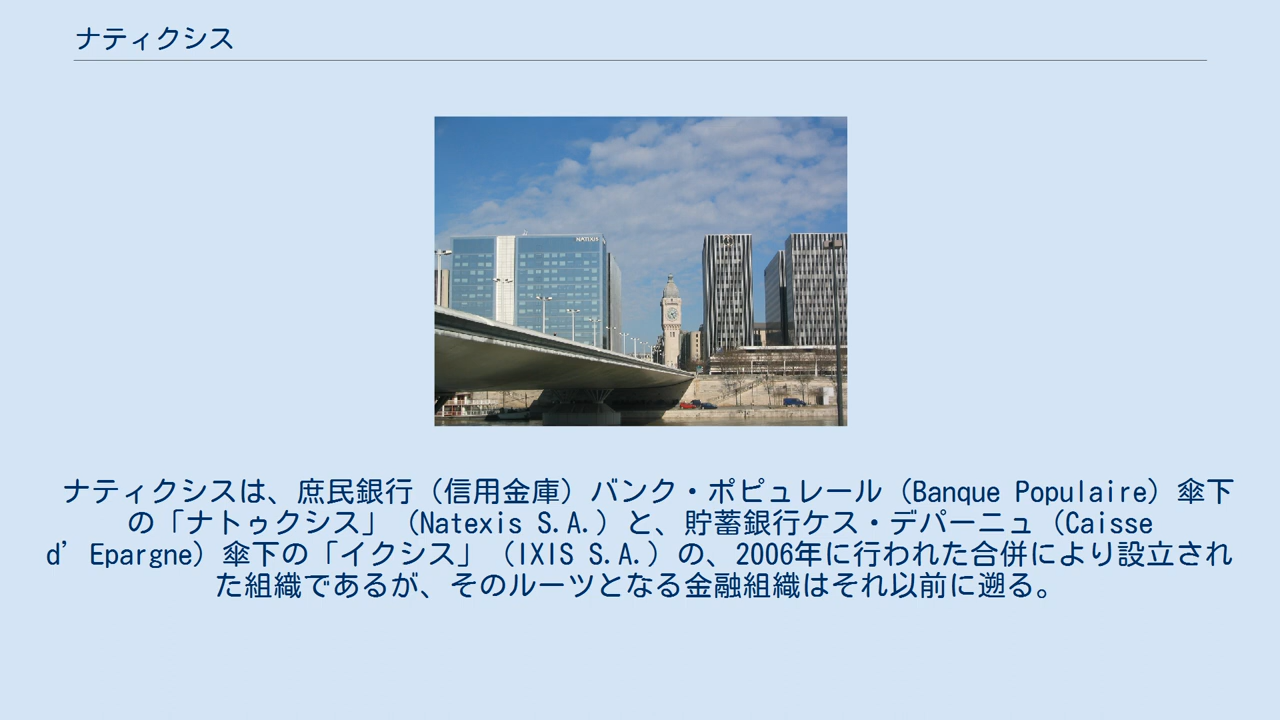 ナティクシス
NATIXIS
ナティクシスは、庶民銀行（信用金庫）バンク・ポピュレール（Banque Populaire）傘下
の「ナトゥクシス」（Natexis S.A.）と、貯蓄銀行ケス・デパーニュ（Caisse
d’Epargne）傘下の「イクシス」（IXIS S.A.）の、2006年に行われた合併により設立され
た組織であるが、そのルーツとなる金融組織はそれ以前に遡る。